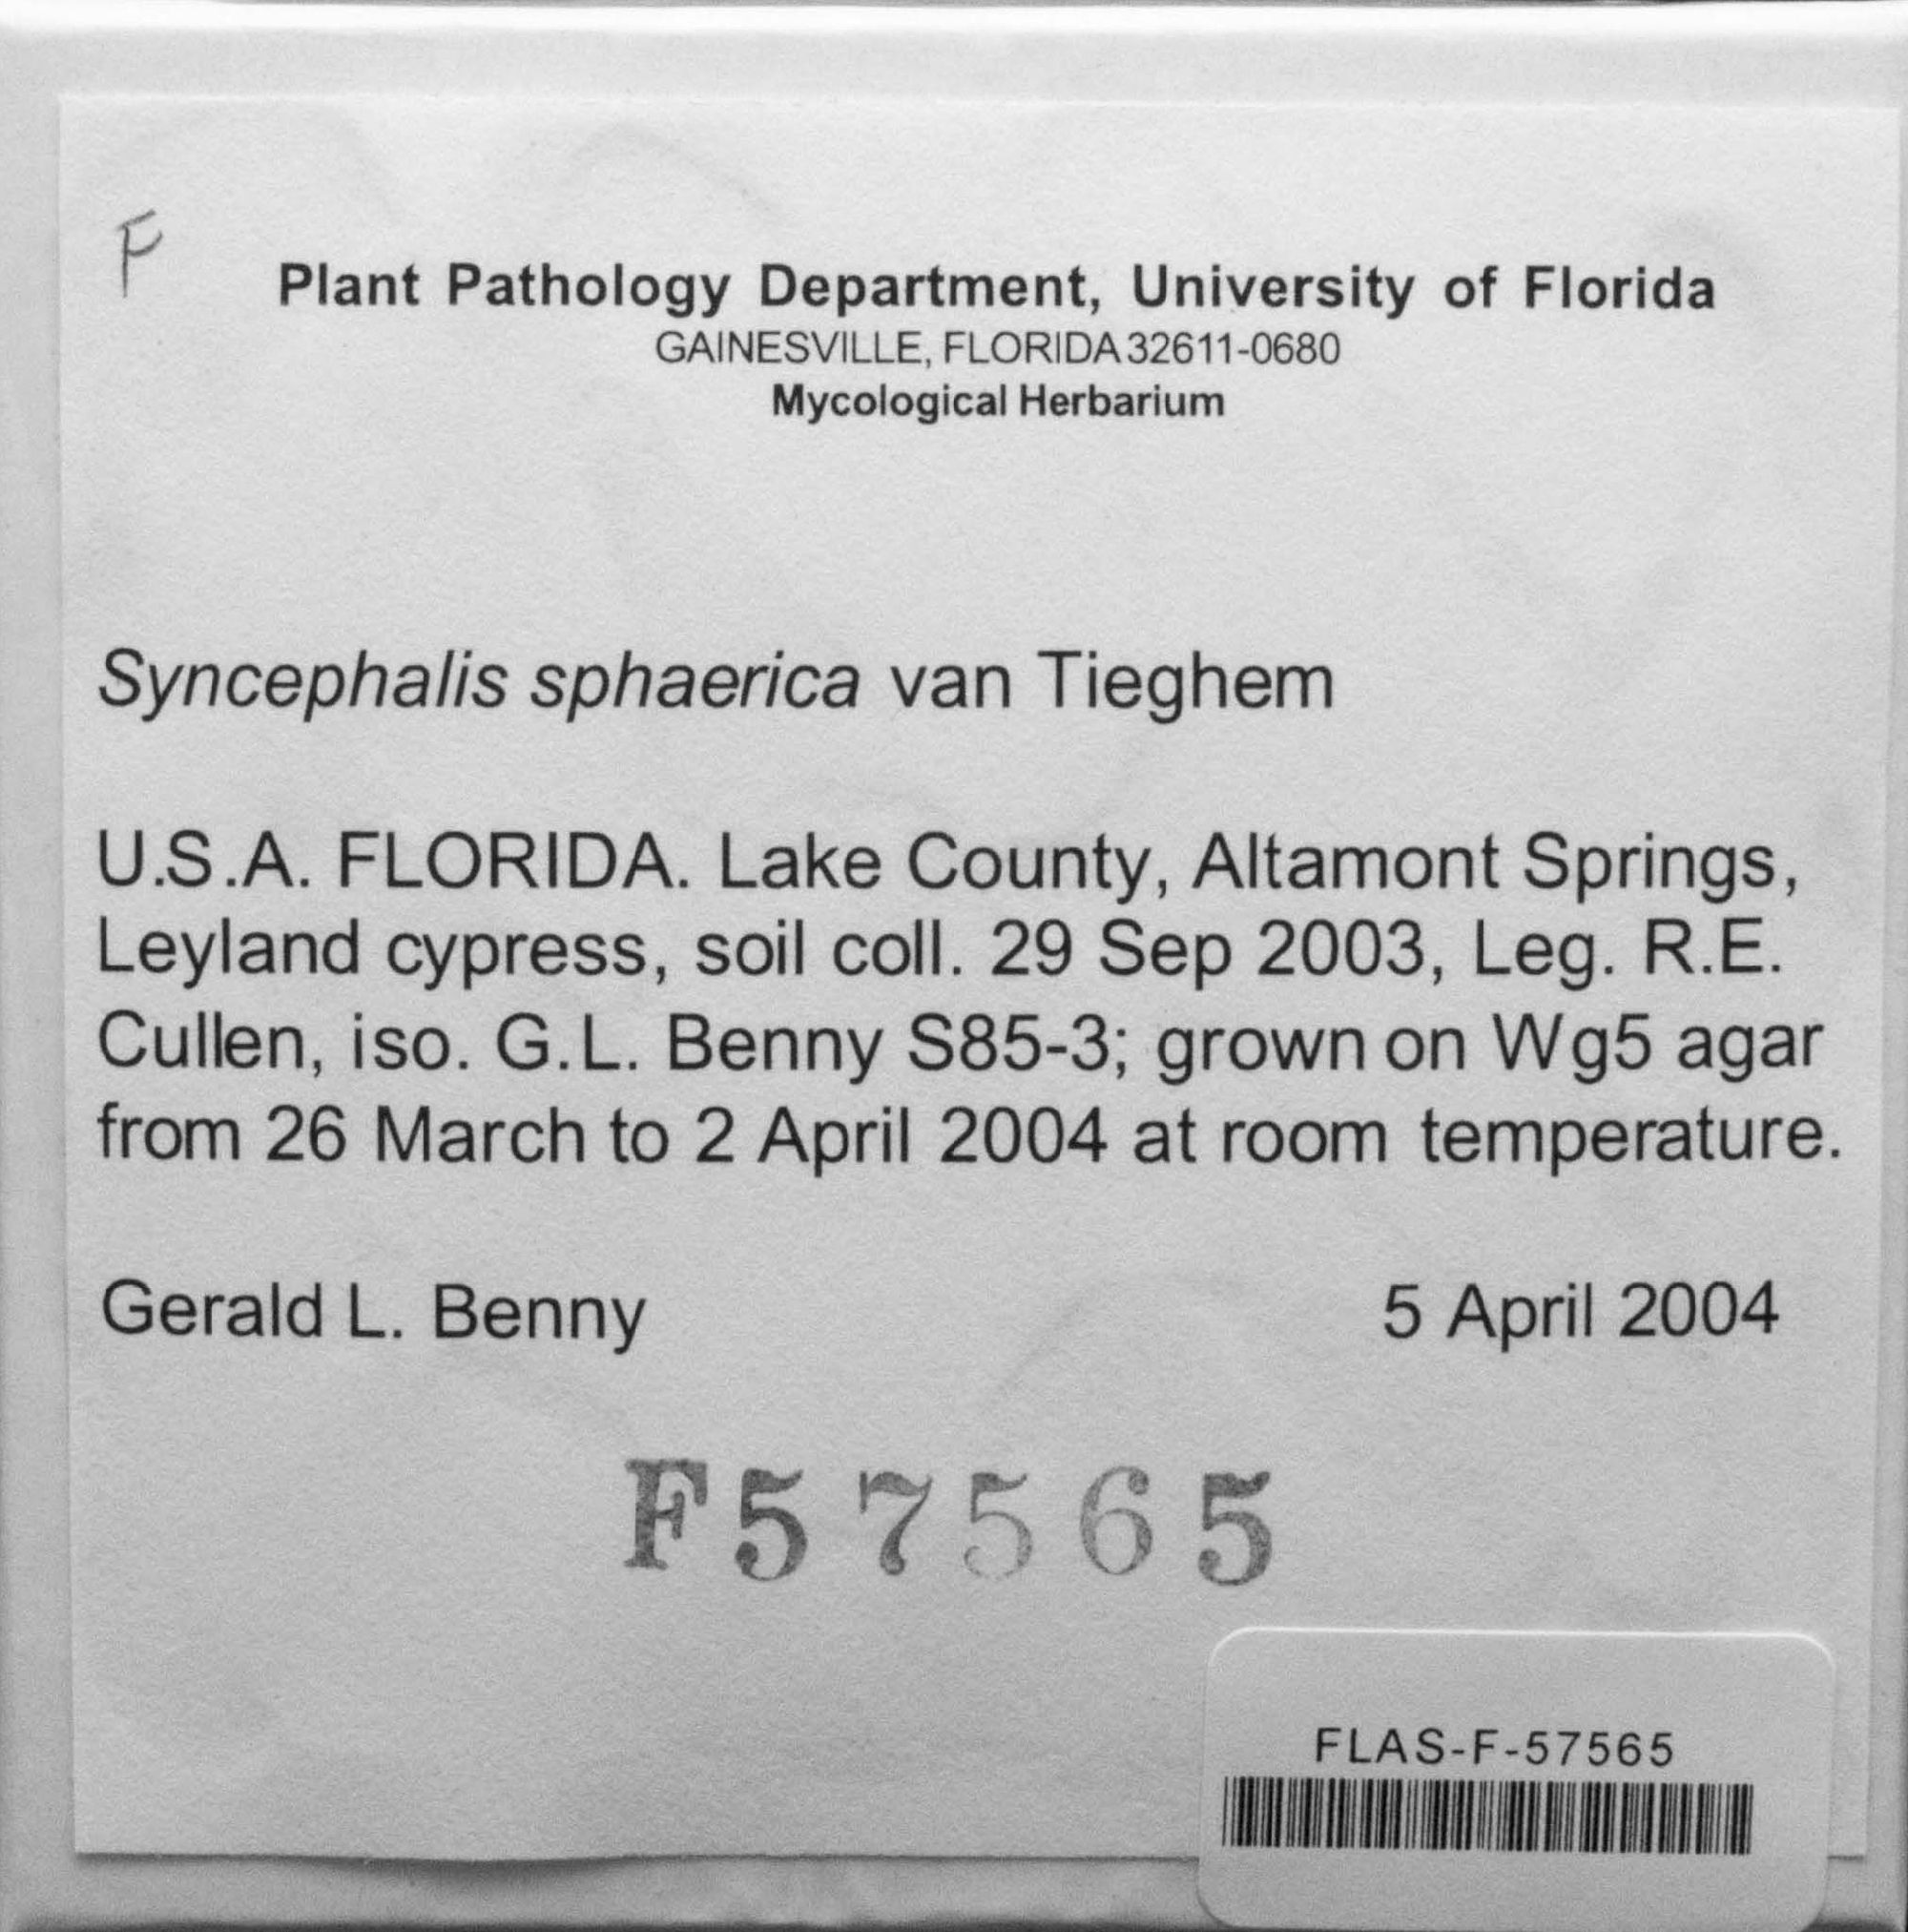 F
Plant Pathology Department, University of Florida
GAINESVILLE, FLORIDA 32611-0680
Mycological Herbarium
Syncephalis sphaerica van Tieghem
U.S.A. FLORIDA. Lake County, Altamont Springs,
Leyland cypress, soil coll. 29 Sep 2003, Leg. R.E.
Cullen, iso. G.L. Benny S85-3; grown on Wg5 agar
from 26 March to 2 April 2004 at room temperature.
Gerald L. Benny 5 April 2004
F57565
FLAS-F-57565